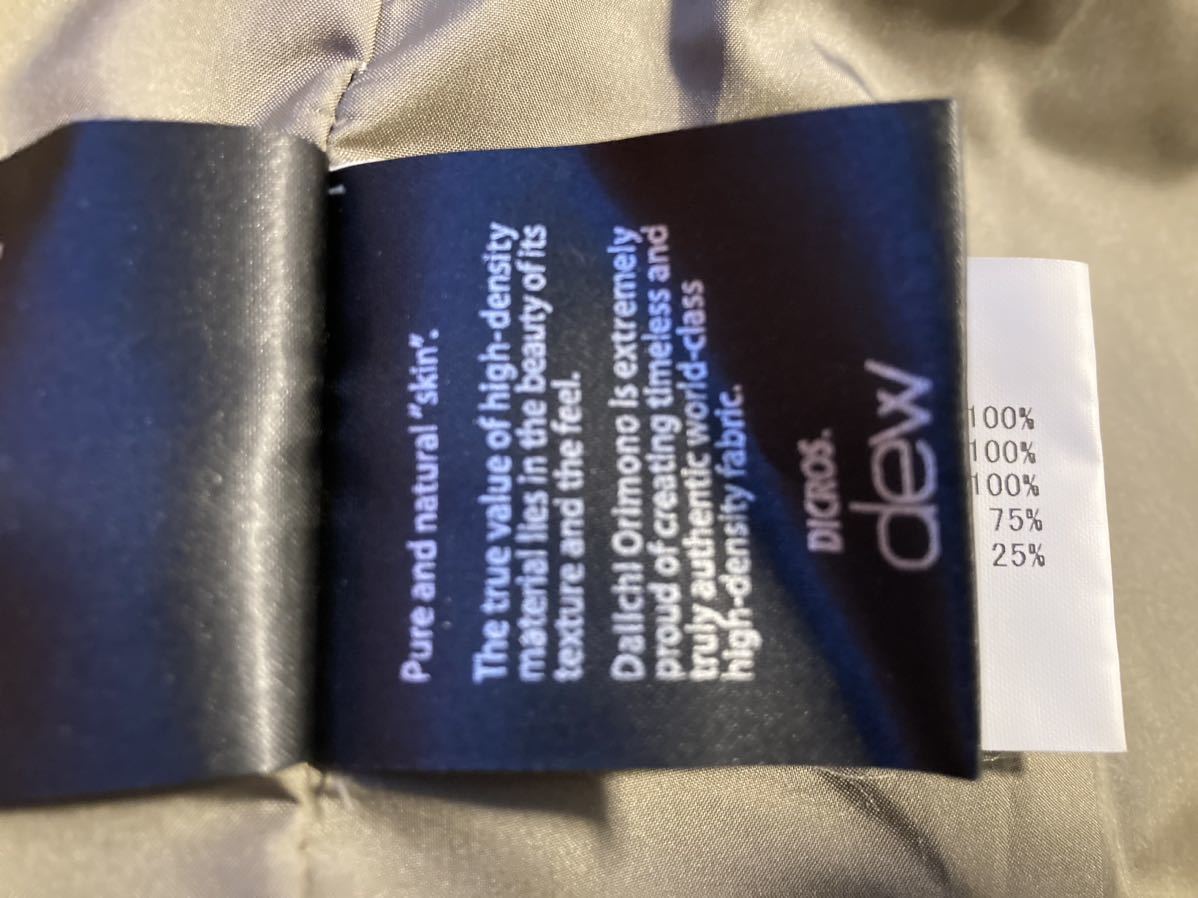 Pure and natural "skin".
The true value of high-density
material lies in the beauty of its
texture and the feel.
Daiichi Orimono is extremely
proud of creating timeless and
truly authentic world-class
high-density fabric.
DICROS.
dew
100%
100%
100%
75%
25%